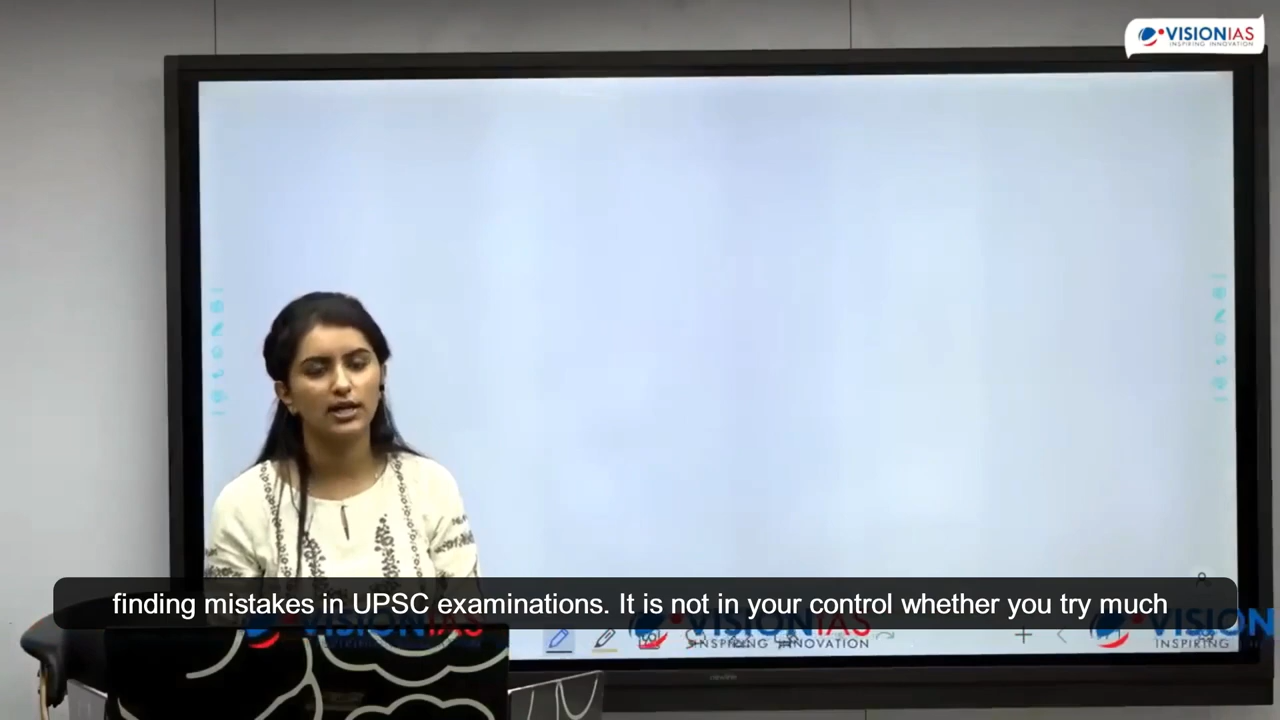 VISIONIAS
INSPIRING INNOVATION
finding mistakes in UPSC examinations. It is not in your control whether you try much
VISIONIAS
VISIONIAS
INSPIRING INNOVATION
VISION
INSPIRING